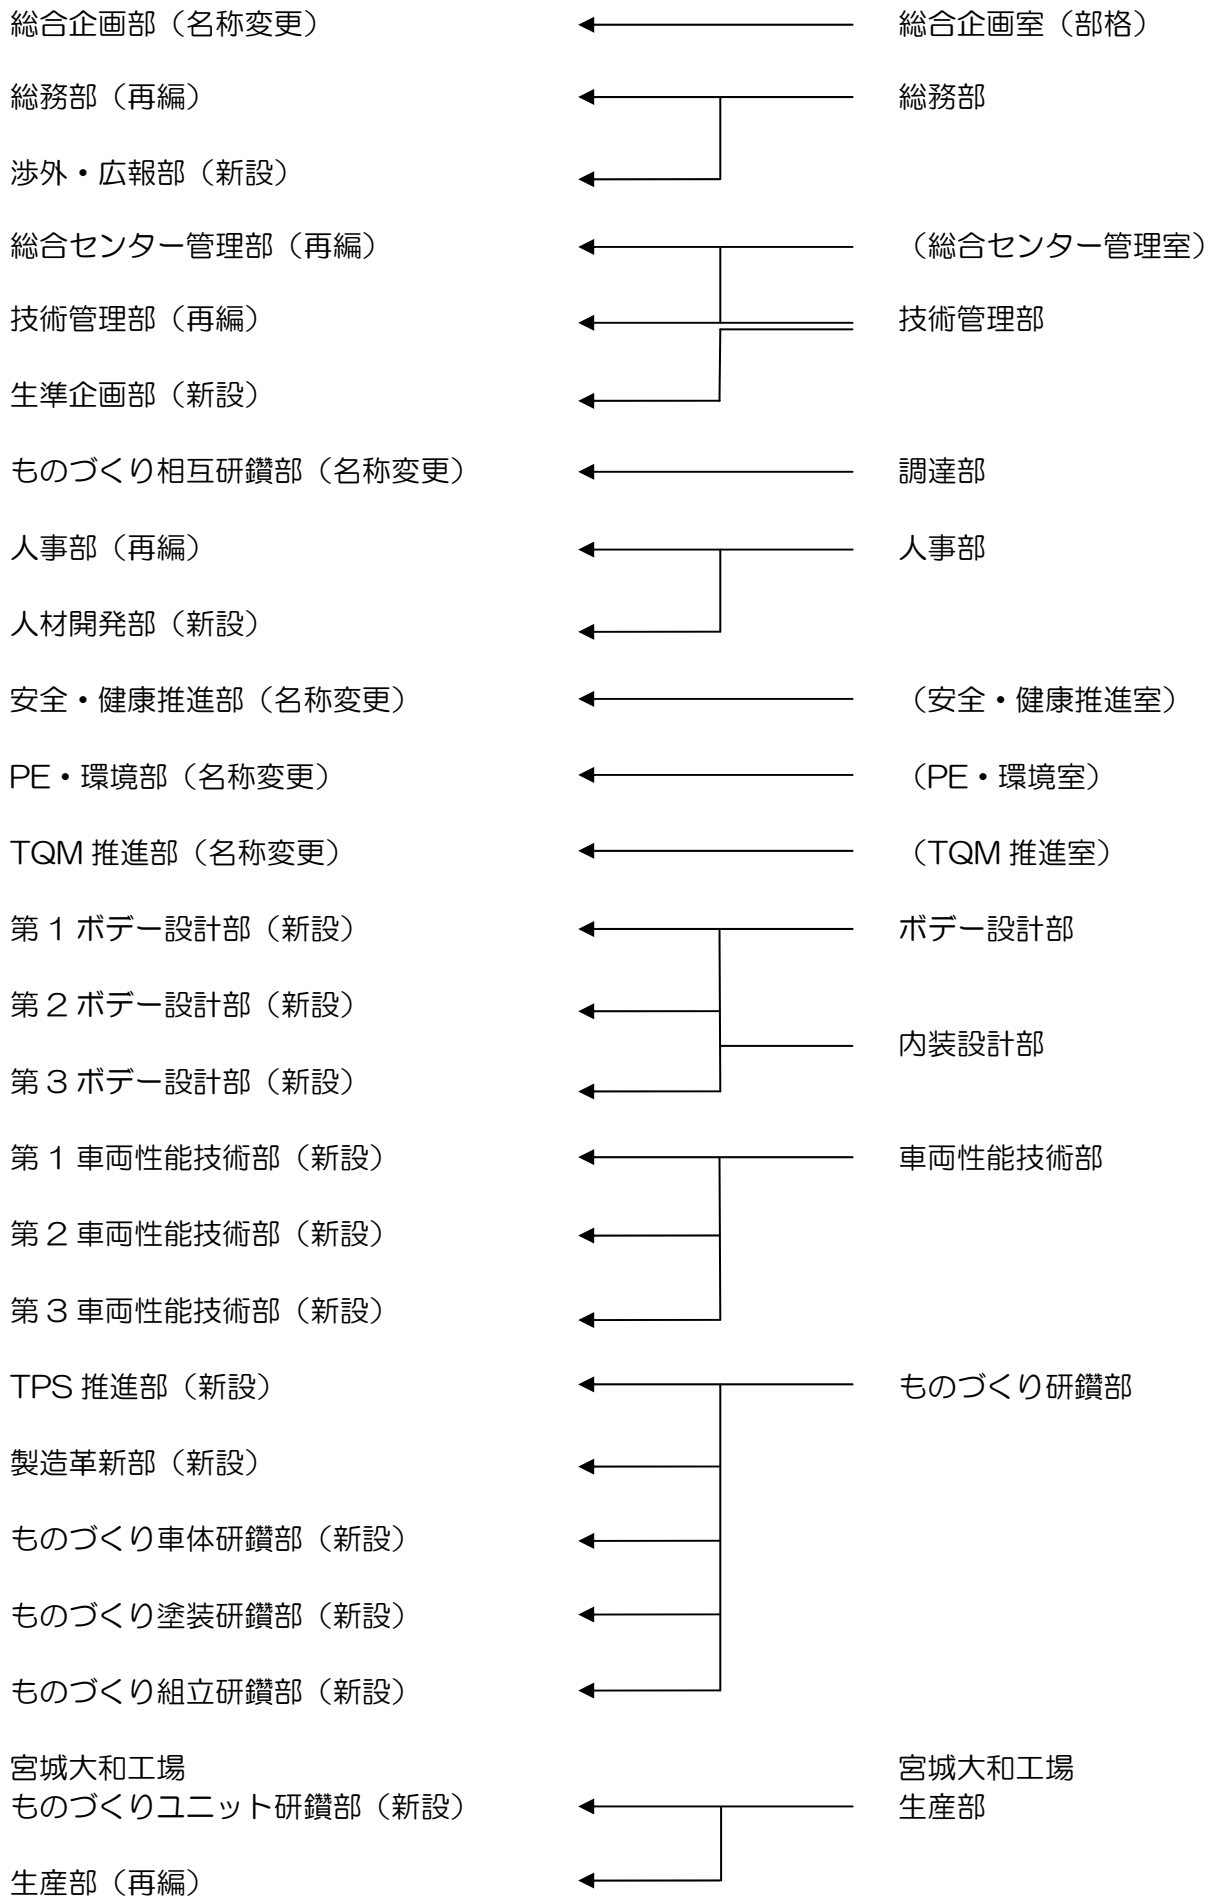 総合企画部（名称変更） 総合企画室（部格）
総務部（再編） 総務部
渉外・広報部（新設）
総合センター管理部（再編） （総合センター管理室）
技術管理部（再編） 技術管理部
生準企画部（新設）
ものづくり相互研鑽部（名称変更） 調達部
人事部（再編） 人事部
人材開発部（新設）
安全・健康推進部（名称変更） （安全・健康推進室）
PE・環境部（名称変更） （PE・環境室）
TQM 推進部（名称変更） （TQM 推進室）
第 1 ボデー設計部（新設） ボデー設計部
第 2 ボデー設計部（新設）
内装設計部
第 3 ボデー設計部（新設）
第 1 車両性能技術部（新設） 車両性能技術部
第 2 車両性能技術部（新設）
第 3 車両性能技術部（新設）
TPS 推進部（新設） ものづくり研鑽部
製造革新部（新設）
ものづくり車体研鑽部（新設）
ものづくり塗装研鑽部（新設）
ものづくり組立研鑽部（新設）
宮城大和工場 宮城大和工場
ものづくりユニット研鑽部（新設） 生産部
生産部（再編）